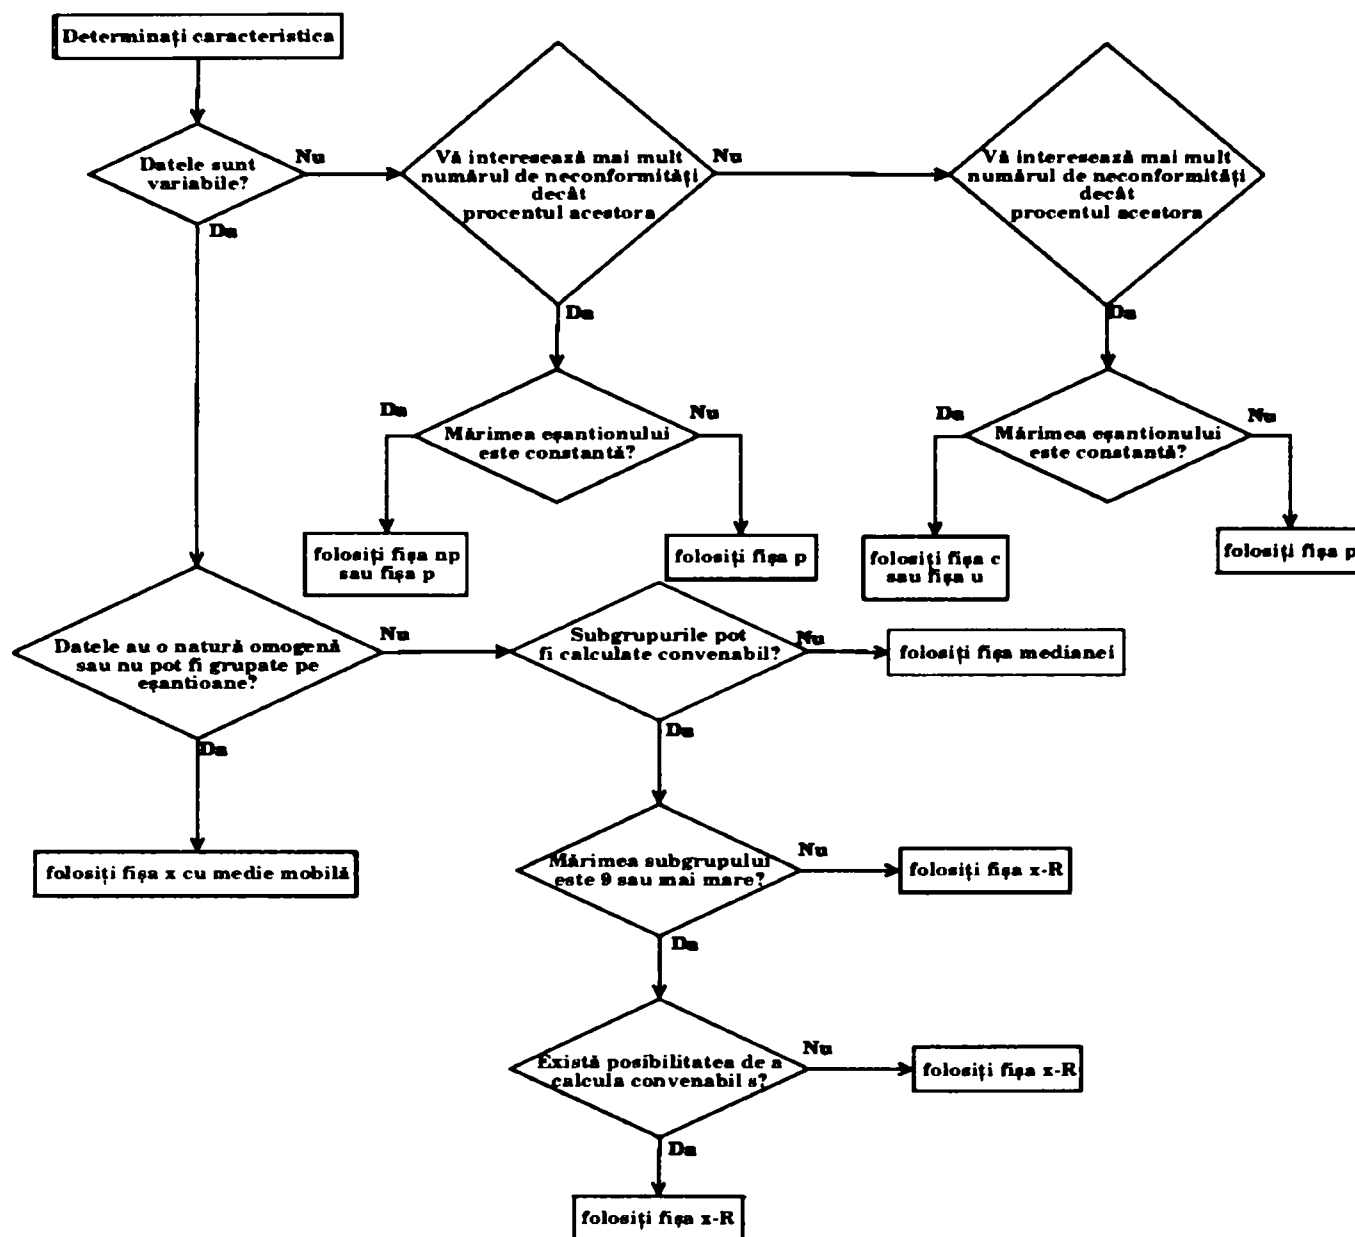 Determinați caracteristica
Datele sunt
variabile?
Nu
Da
Vă interesează mai mult
numărul de neconformități
decât
procentul acestora
Nu
Da
Vă interesează mai mult
numărul de neconformități
decât
procentul acestora
Da
Mărimea eșantionului
este constantă?
Da
Nu
folosiți fișa np
sau fișa p
folosiți fișa p
Mărimea eșantionului
este constantă?
Da
Nu
folosiți fișa c
sau fișa u
folosiți fișa p
Datele au o natură omogenă
sau nu pot fi grupate pe
eșantioane?
Nu
Da
folosiți fișa x cu medie mobilă
Subgrupurile pot
fi calculate convenabil?
Nu
folosiți fișa medianei
Da
Mărimea subgrupului
este 9 sau mai mare?
Nu
folosiți fișa x-R
Da
Există posibilitatea de a
calcula convenabil s?
Nu
folosiți fișa x-R
Da
folosiți fișa x-R